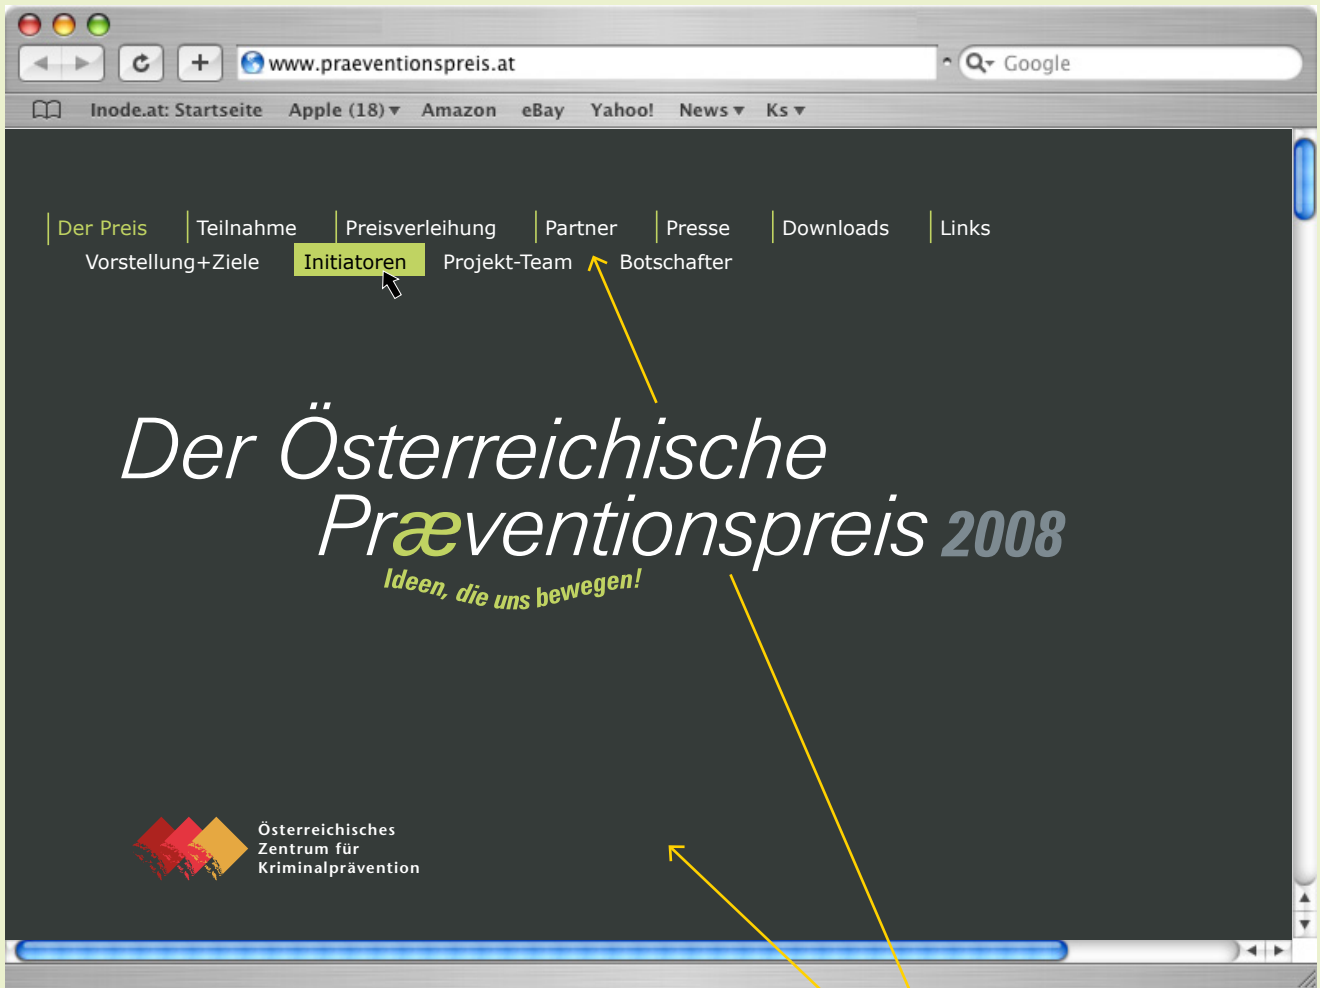 www.praeventionspreis.at
Google
Inode.at: Startseite Apple (18) Amazon eBay Yahoo! News Ks
Der Preis Teilnahme Preisverleihung Partner Presse Downloads Links
Vorstellung+Ziele Initiatoren Projekt-Team Botschafter
Der Österreichische
Præventionspreis 2008
Ideen, die uns bewegen!
Österreichisches
Zentrum für
Kriminalprävention